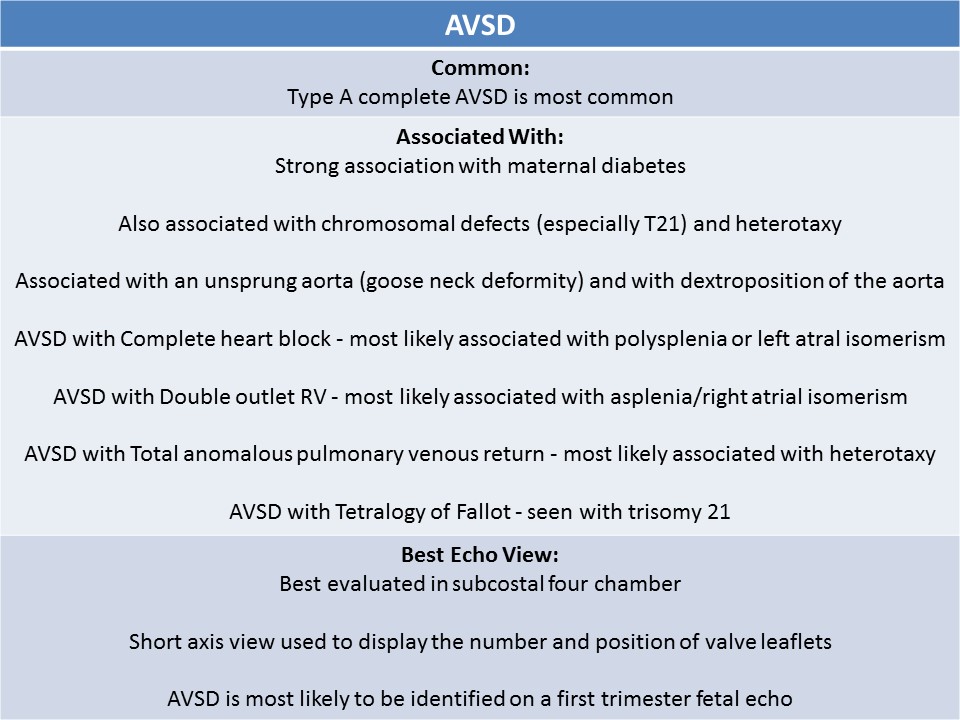 AVSD
Common:
Type A complete AVSD is most common
Associated With:
Strong association with maternal diabetes
Also associated with chromosomal defects (especially T21) and heterotaxy
Associated with an unsprung aorta (goose neck deformity) and with dextroposition of the aorta
AVSD with Complete heart block - most likely associated with polysplenia or left atral isomerism
AVSD with Double outlet RV - most likely associated with asplenia/right atrial isomerism
AVSD with Total anomalous pulmonary venous return - most likely associated with heterotaxy
AVSD with Tetralogy of Fallot - seen with trisomy 21
Best Echo View:
Best evaluated in subcostal four chamber
Short axis view used to display the number and position of valve leaflets
AVSD is most likely to be identified on a first trimester fetal echo